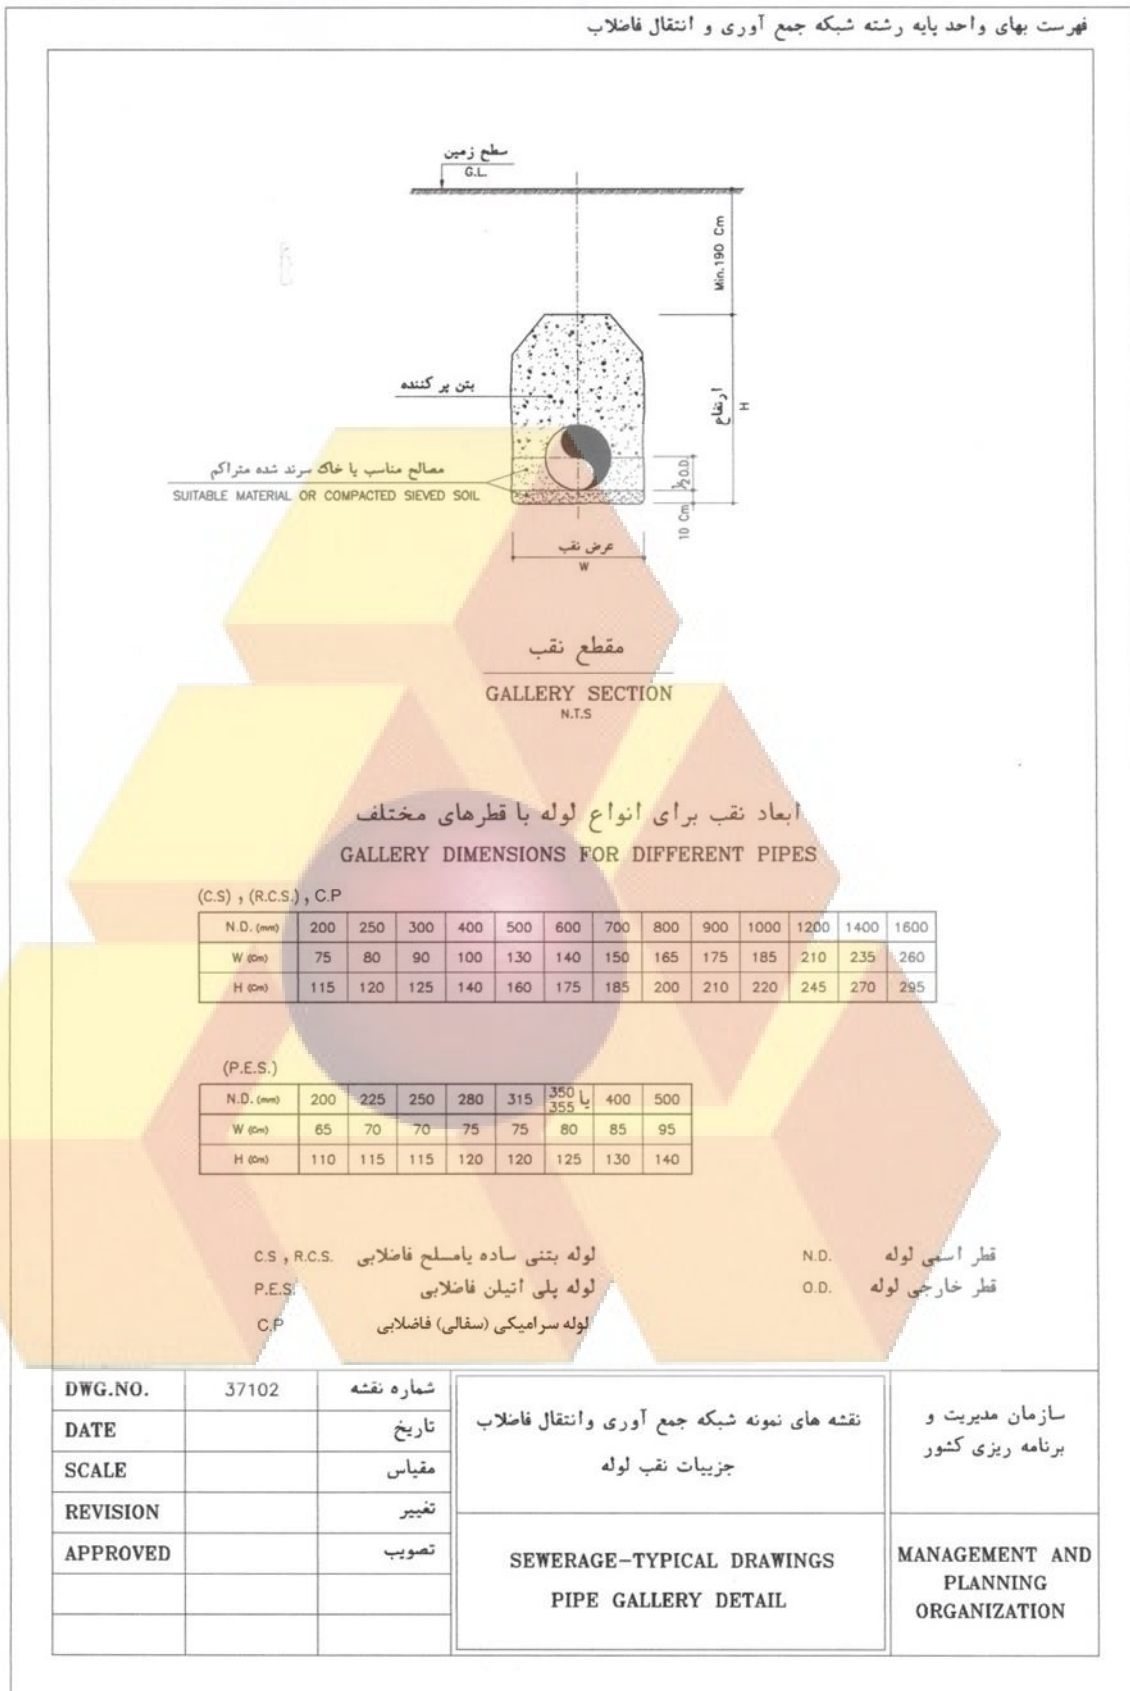 فهرست بهای واحد پایه رشته شبکه جمع آوری و انتقال فاضلاب
سطح زمین
G.L.
Min.190 Cm
بتن پر کننده
ارتفاع
H
مصالح مناسب یا خاک سرند شده متراکم
SUITABLE MATERIAL OR COMPACTED SIEVED SOIL
½ O.D.
10 Cm
عرض نقب
W
مقطع نقب
GALLERY SECTION
N.T.S
ابعاد نقب برای انواع لوله با قطرهای مختلف
GALLERY DIMENSIONS FOR DIFFERENT PIPES
(C.S) , (R.C.S.) , C.P
N.D. (mm) 200 250 300 400 500 600 700 800 900 1000 1200 1400 1600
W (Cm) 75 80 90 100 130 140 150 165 175 185 210 235 260
H (Cm) 115 120 125 140 160 175 185 200 210 220 245 270 295
(P.E.S.)
N.D. (mm) 200 225 250 280 315 350 یا 355 400 500
W (Cm) 65 70 70 75 75 80 85 95
H (Cm) 110 115 115 120 120 125 130 140
قطر اسمی لوله N.D.
لوله بتنی ساده یامسلح فاضلابی C.S , R.C.S.
قطر خارجی لوله O.D.
لوله پلی اتیلن فاضلابی P.E.S.
لوله سرامیکی (سفالی) فاضلابی C.P
DWG.NO. 37102 شماره نقشه
DATE تاریخ
SCALE مقیاس
REVISION تغییر
APPROVED تصویب
نقشه های نمونه شبکه جمع آوری وانتقال فاضلاب
جزییات نقب لوله
SEWERAGE-TYPICAL DRAWINGS
PIPE GALLERY DETAIL
سازمان مدیریت و
برنامه ریزی کشور
MANAGEMENT AND
PLANNING
ORGANIZATION